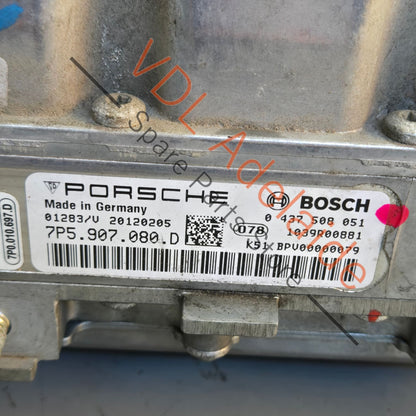 PORSCHE
BOSCH
Made in Germany
0 437 508 051
01283/V 20120205
078
1039R00881
7P5.907.080.D
K51 BPV00000079
7P0.010.697.D
VDL Adelaide
Spare Parts Store